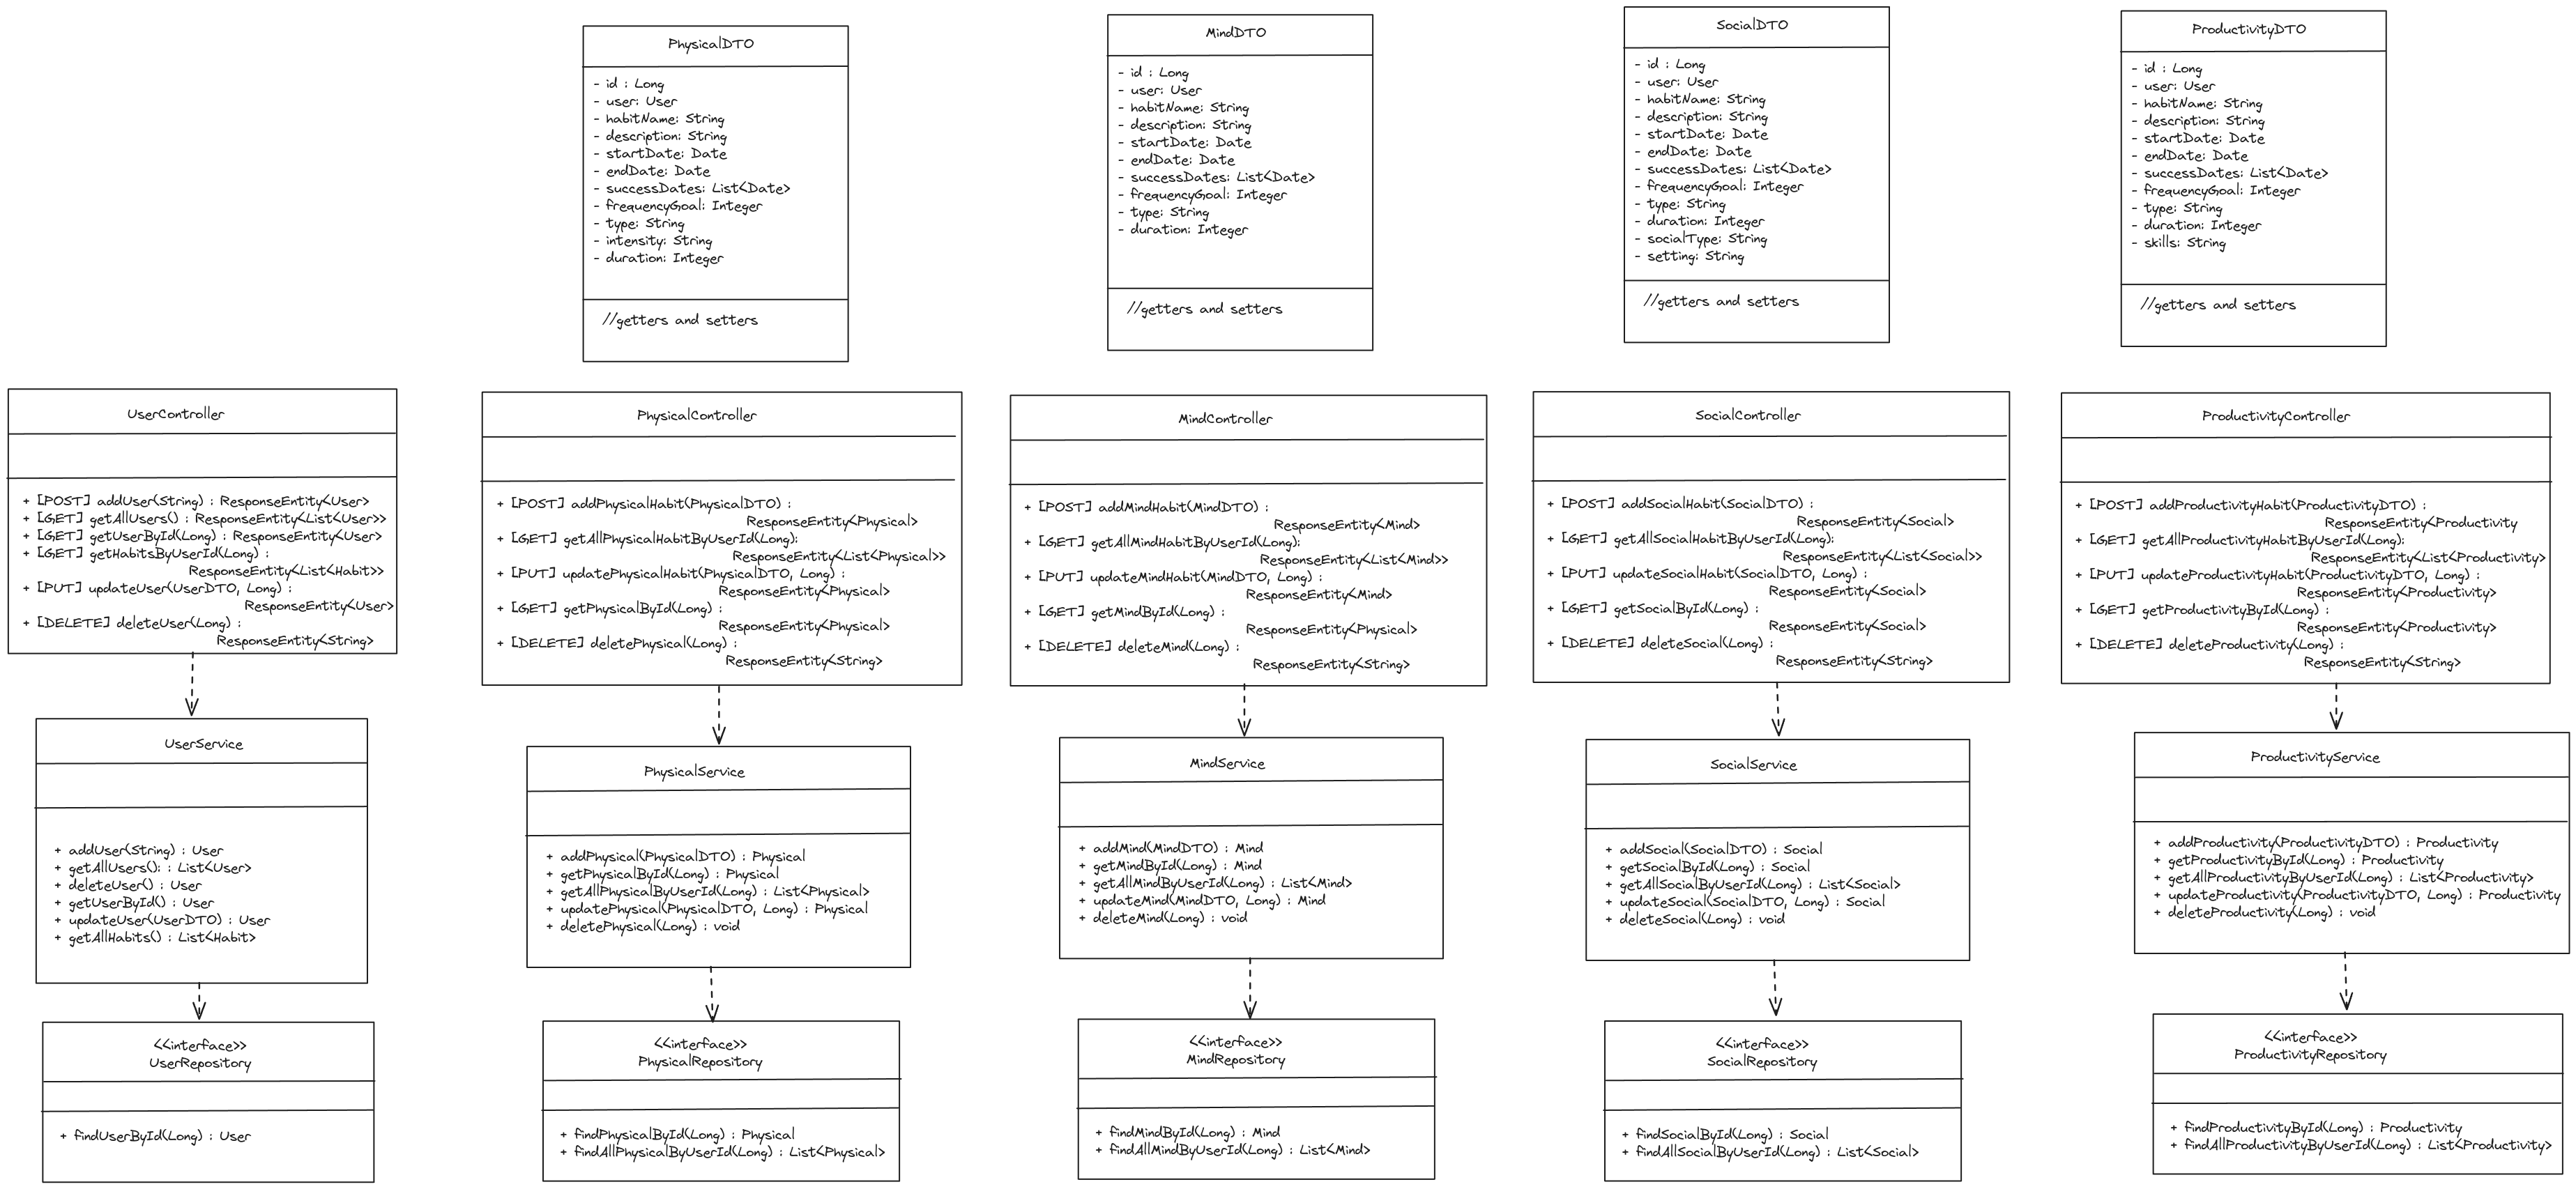 PhysicalDTO
- id : Long
- user: User
- habitName: String
- description: String
- startDate: Date
- endDate: Date
- successDates: List<Date>
- frequencyGoal: Integer
- type: String
- intensity: String
- duration: Integer
//getters and setters
MindDTO
- id : Long
- user: User
- habitName: String
- description: String
- startDate: Date
- endDate: Date
- successDates: List<Date>
- frequencyGoal: Integer
- type: String
- duration: Integer
//getters and setters
SocialDTO
- id : Long
- user: User
- habitName: String
- description: String
- startDate: Date
- endDate: Date
- successDates: List<Date>
- frequencyGoal: Integer
- type: String
- duration: Integer
- socialType: String
- setting: String
//getters and setters
ProductivityDTO
- id : Long
- user: User
- habitName: String
- description: String
- startDate: Date
- endDate: Date
- successDates: List<Date>
- frequencyGoal: Integer
- type: String
- duration: Integer
- skills: String
//getters and setters
UserController
+ [POST] addUser(String) : ResponseEntity<User>
+ [GET] getAllUsers() : ResponseEntity<List<User>>
+ [GET] getUserById(Long) : ResponseEntity<User>
+ [GET] getHabitsByUserId(Long) :
ResponseEntity<List<Habit>>
+ [PUT] updateUser(UserDTO, Long) :
ResponseEntity<User>
+ [DELETE] deleteUser(Long) :
ResponseEntity<String>
PhysicalController
+ [POST] addPhysicalHabit(PhysicalDTO) :
ResponseEntity<Physical>
+ [GET] getAllPhysicalHabitByUserId(Long):
ResponseEntity<List<Physical>>
+ [PUT] updatePhysicalHabit(PhysicalDTO, Long) :
ResponseEntity<Physical>
+ [GET] getPhysicalById(Long) :
ResponseEntity<Physical>
+ [DELETE] deletePhysical(Long) :
ResponseEntity<String>
MindController
+ [POST] addMindHabit(MindDTO) :
ResponseEntity<Mind>
+ [GET] getAllMindHabitByUserId(Long):
ResponseEntity<List<Mind>>
+ [PUT] updateMindHabit(MindDTO, Long) :
ResponseEntity<Mind>
+ [GET] getMindById(Long) :
ResponseEntity<Physical>
+ [DELETE] deleteMind(Long) :
ResponseEntity<String>
SocialController
+ [POST] addSocialHabit(SocialDTO) :
ResponseEntity<Social>
+ [GET] getAllSocialHabitByUserId(Long):
ResponseEntity<List<Social>>
+ [PUT] updateSocialHabit(SocialDTO, Long) :
ResponseEntity<Social>
+ [GET] getSocialById(Long) :
ResponseEntity<Social>
+ [DELETE] deleteSocial(Long) :
ResponseEntity<String>
ProductivityController
+ [POST] addProductivityHabit(ProductivityDTO) :
ResponseEntity<Productivity
+ [GET] getAllProductivityHabitByUserId(Long):
ResponseEntity<List<Productivity>
+ [PUT] updateProductivityHabit(ProductivityDTO, Long) :
ResponseEntity<Productivity>
+ [GET] getProductivityById(Long) :
ResponseEntity<Productivity>
+ [DELETE] deleteProductivity(Long) :
ResponseEntity<String>
UserService
+ addUser(String) : User
+ getAllUsers(): : List<User>
+ deleteUser() : User
+ getUserById() : User
+ updateUser(UserDTO) : User
+ getAllHabits() : List<Habit>
PhysicalService
+ addPhysical(PhysicalDTO) : Physical
+ getPhysicalById(Long) : Physical
+ getAllPhysicalByUserId(Long) : List<Physical>
+ updatePhysical(PhysicalDTO, Long) : Physical
+ deletePhysical(Long) : void
MindService
+ addMind(MindDTO) : Mind
+ getMindById(Long) : Mind
+ getAllMindByUserId(Long) : List<Mind>
+ updateMind(MindDTO, Long) : Mind
+ deleteMind(Long) : void
SocialService
+ addSocial(SocialDTO) : Social
+ getSocialById(Long) : Social
+ getAllSocialByUserId(Long) : List<Social>
+ updateSocial(SocialDTO, Long) : Social
+ deleteSocial(Long) : void
ProductivityService
+ addProductivity(ProductivityDTO) : Productivity
+ getProductivityById(Long) : Productivity
+ getAllProductivityByUserId(Long) : List<Productivity>
+ updateProductivity(ProductivityDTO, Long) : Productivity
+ deleteProductivity(Long) : void
<<interface>>
UserRepository
+ findUserById(Long) : User
<<interface>>
PhysicalRepository
+ findPhysicalById(Long) : Physical
+ findAllPhysicalByUserId(Long) : List<Physical>
<<interface>>
MindRepository
+ findMindById(Long) : Mind
+ findAllMindByUserId(Long) : List<Mind>
<<interface>>
SocialRepository
+ findSocialById(Long) : Social
+ findAllSocialByUserId(Long) : List<Social>
<<interface>>
ProductivityRepository
+ findProductivityById(Long) : Productivity
+ findAllProductivityByUserId(Long) : List<Productivity>